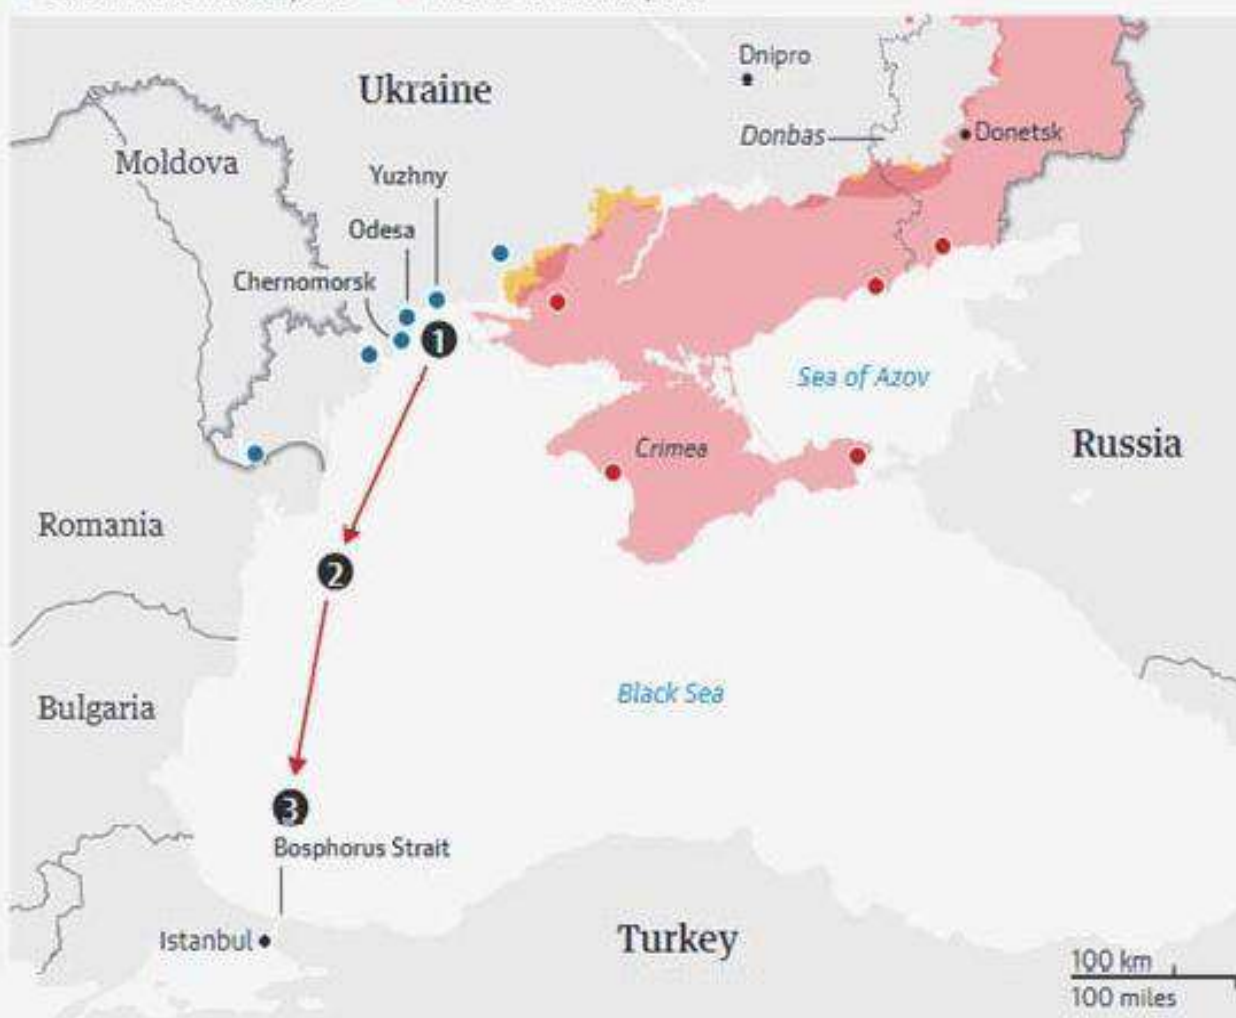 Dnipro
Ukraine
Donbas
Donetsk
Moldova
Yuzhny
Odesa
Chernomorsk
1
Sea of Azov
Crimea
Russia
Romania
2
Black Sea
Bulgaria
3
Bosphorus Strait
Istanbul
Turkey
100 km
100 miles